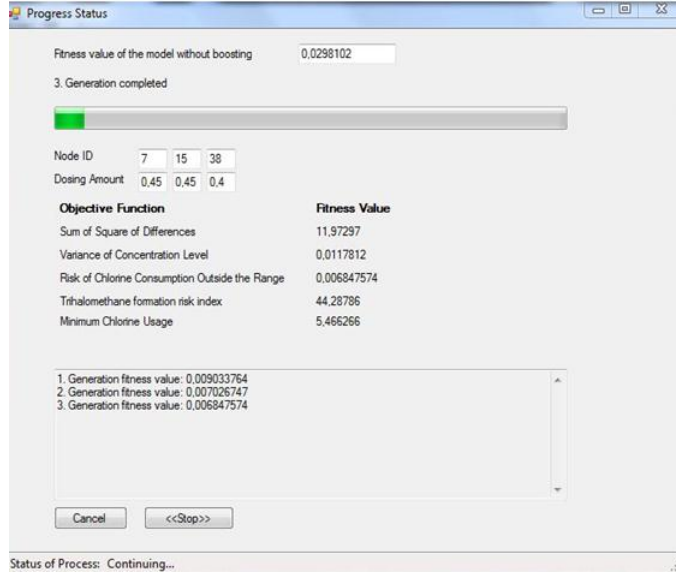 Progress Status
Fitness value of the model without boosting 0,0298102
3. Generation completed
Node ID 7 15 38
Dosing Amount 0,45 0,45 0,4
Objective Function Fitness Value
Sum of Square of Differences 11,97297
Variance of Concentration Level 0,0117812
Risk of Chlorine Consumption Outside the Range 0,006847574
Trihalomethane formation risk index 44,28786
Minimum Chlorine Usage 5,466266
1. Generation fitness value: 0,009033764
2. Generation fitness value: 0,007026747
3. Generation fitness value: 0,006847574
Cancel <<Stop>>
Status of Process: Continuing...